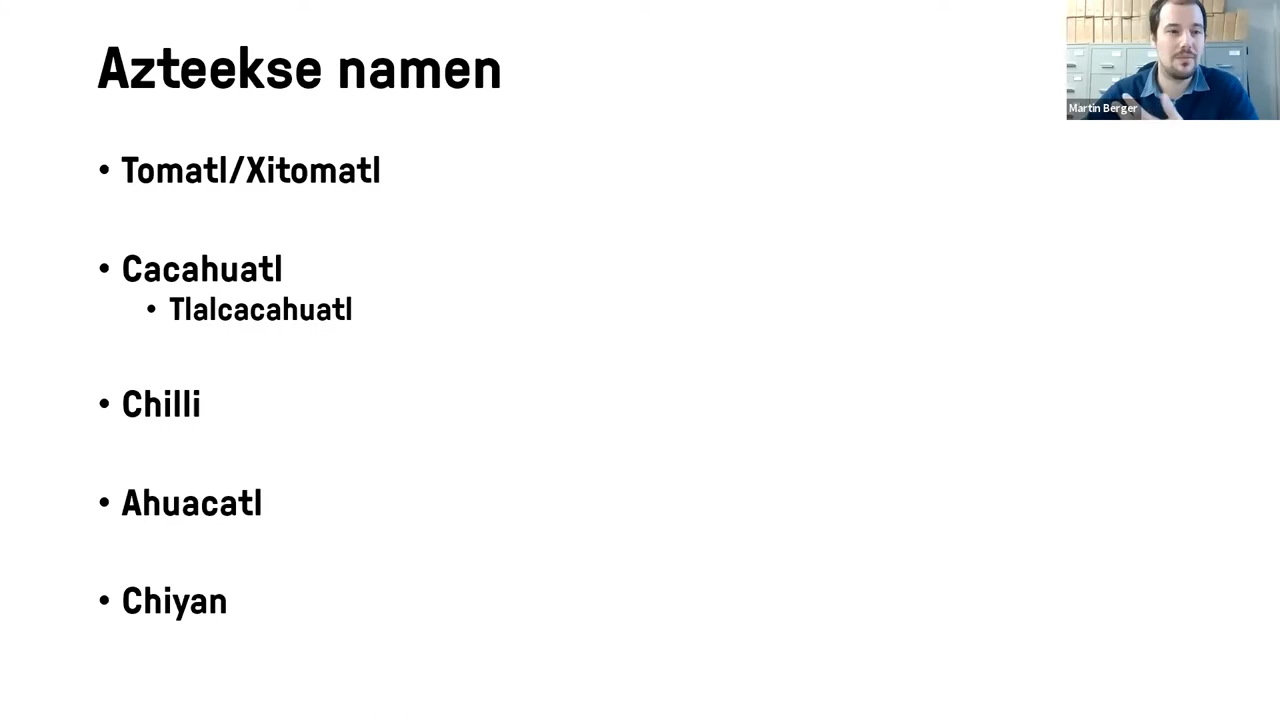 Azteekse namen
Martin Berger
• Tomatl/Xitomatl
• Cacahuatl
• Tlalcacahuatl
• Chilli
• Ahuacatl
• Chiyan